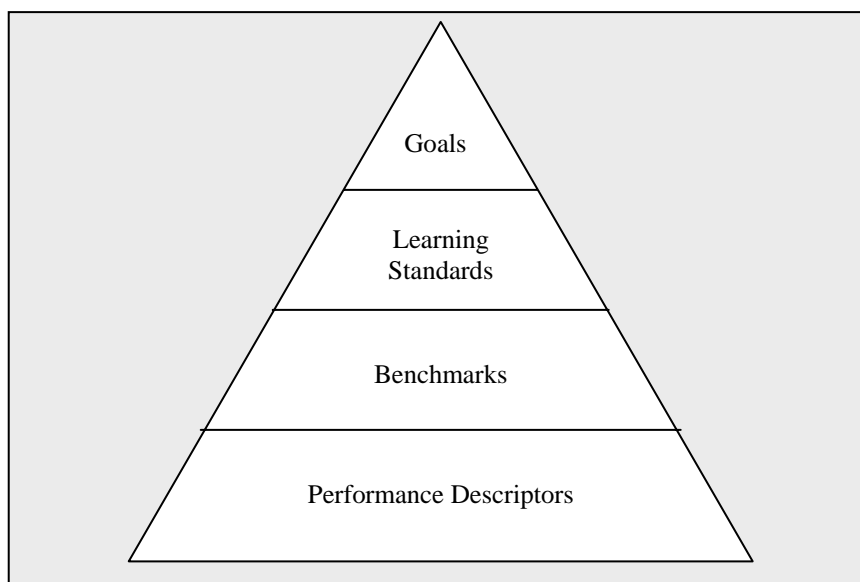 Goals
Learning
Standards
Benchmarks
Performance Descriptors